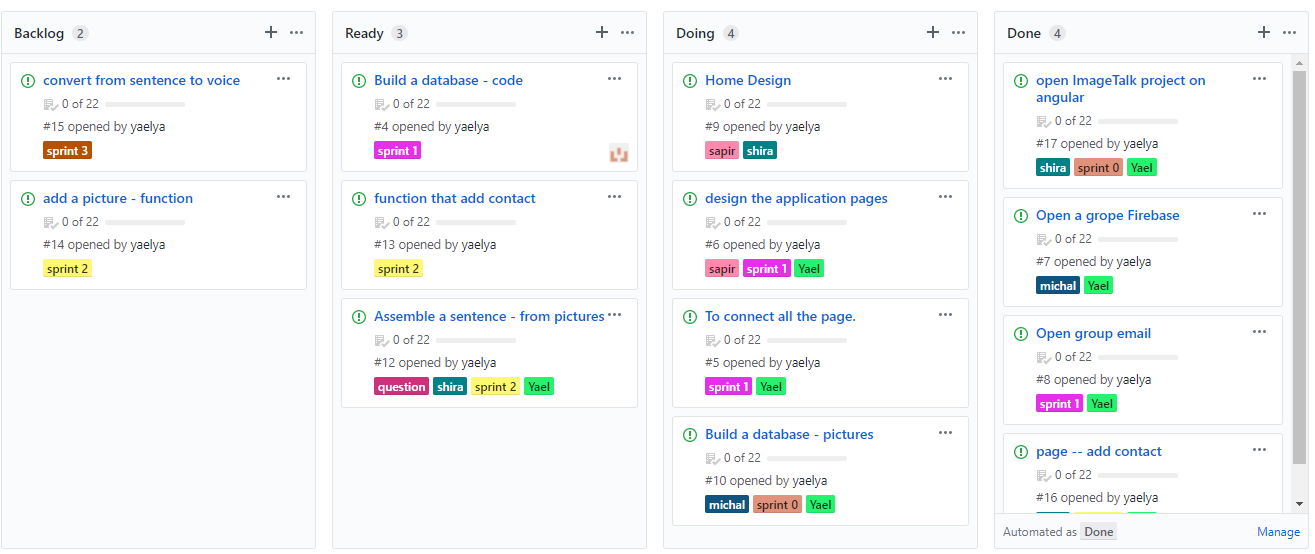 Backlog 2
convert from sentence to voice
0 of 22
#15 opened by yaelya
sprint 3
add a picture - function
0 of 22
#14 opened by yaelya
sprint 2
Ready 3
Build a database - code
0 of 22
#4 opened by yaelya
sprint 1
function that add contact
0 of 22
#13 opened by yaelya
sprint 2
Assemble a sentence - from pictures
0 of 22
#12 opened by yaelya
question shira sprint 2 Yael
Doing 4
Home Design
0 of 22
#9 opened by yaelya
sapir shira
design the application pages
0 of 22
#6 opened by yaelya
sapir sprint 1 Yael
To connect all the page.
0 of 22
#5 opened by yaelya
sprint 1 Yael
Build a database - pictures
0 of 22
#10 opened by yaelya
michal sprint 0 Yael
Done 4
open ImageTalk project on
angular
0 of 22
#17 opened by yaelya
shira sprint 0 Yael
Open a grope Firebase
0 of 22
#7 opened by yaelya
michal Yael
Open group email
0 of 22
#8 opened by yaelya
sprint 1 Yael
page -- add contact
0 of 22
#16 opened by yaelya
Automated as Done Manage